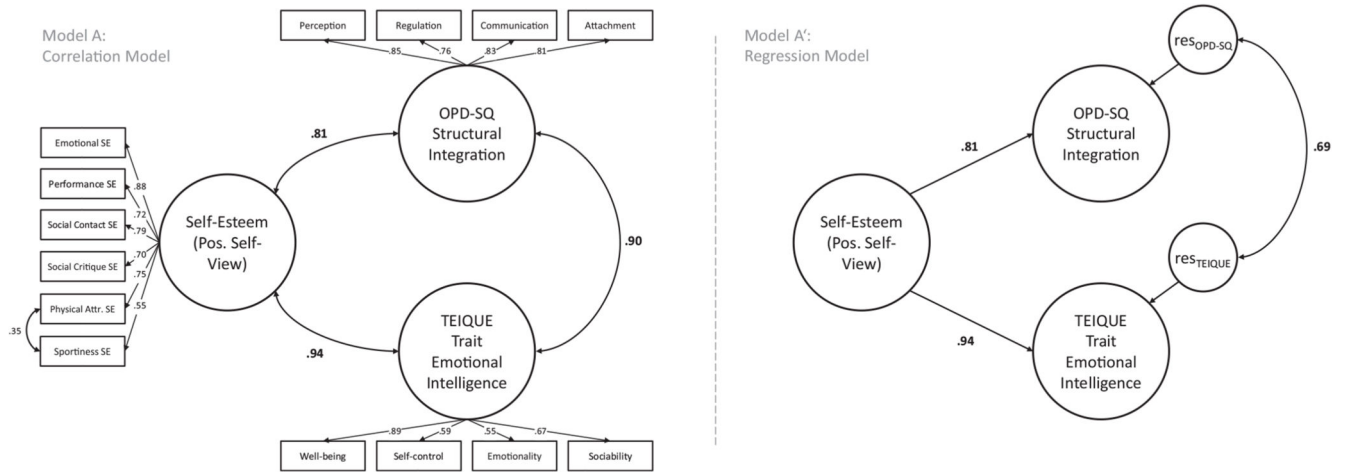 Model A:
Correlation Model
Perception
Regulation
Communication
Attachment
.85
.76
.83
.81
OPD-SQ
Structural
Integration
.81
Emotional SE
Performance SE
Social Contact SE
Social Critique SE
Physical Attr. SE
Sportiness SE
.88
.72
.79
.70
.75
.55
.35
Self-Esteem
(Pos. Self-
View)
.90
.94
TEIQUE
Trait
Emotional
Intelligence
.89
.59
.55
.67
Well-being
Self-control
Emotionality
Sociability
Model A‘:
Regression Model
resOPD-SQ
OPD-SQ
Structural
Integration
.81
.69
Self-Esteem
(Pos. Self-
View)
resTEIQUE
.94
TEIQUE
Trait
Emotional
Intelligence